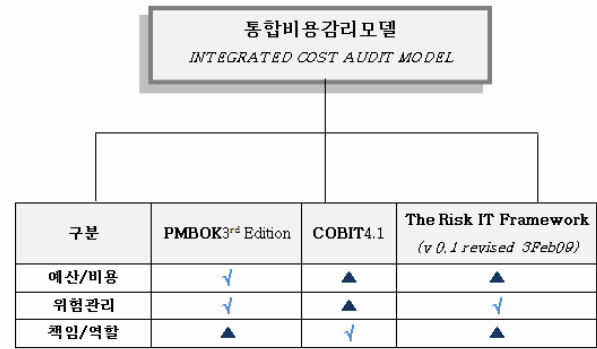 통합비용감리모델
INTEGRATED COST AUDIT MODEL
구분 PMBOK3rd Edition COBIT4.1 The Risk IT Framework
(v 0.1 revised 3Feb09)
예산/비용 √ ▲ ▲
위험관리 √ ▲ √
책임/역할 ▲ √ ▲